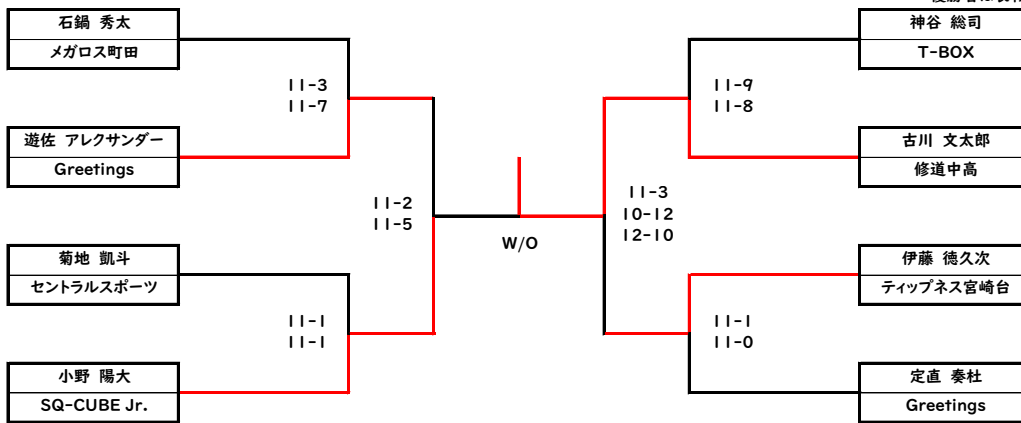 石鍋 秀太
メガロス町田
11-3
11-7
遊佐 アレクサンダー
Greetings
11-2
11-5
菊地 凱斗
セントラルスポーツ
11-1
11-1
小野 陽大
SQ-CUBE Jr.
W/O
神谷 総司
T-BOX
11-9
11-8
古川 文太郎
修道中高
11-3
10-12
12-10
伊藤 徳久次
ティップネス宮崎台
11-1
11-0
定直 奏杜
Greetings